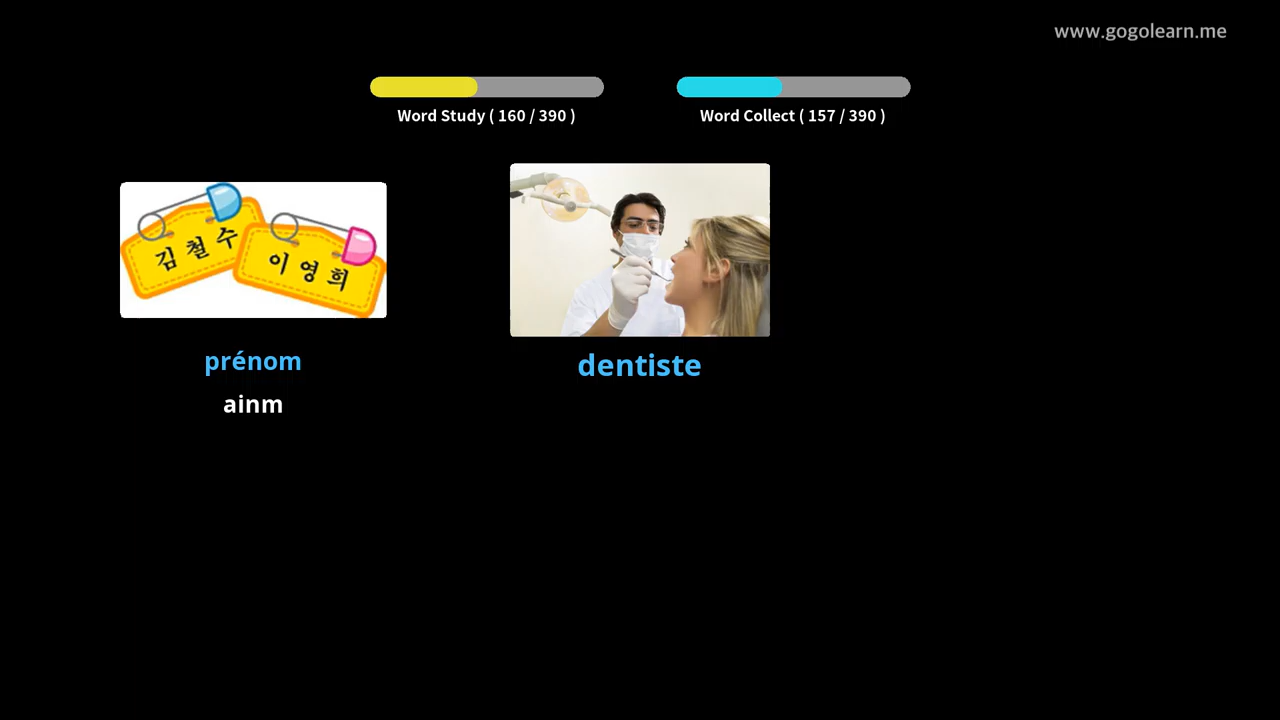 www.gogolearn.me
Word Study ( 160 / 390 )
Word Collect ( 157 / 390 )
김철수
이영희
prénom
ainm
dentiste